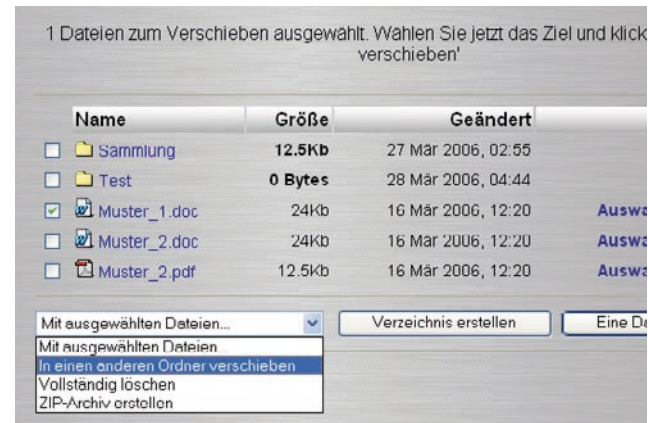 1 Dateien zum Verschieben ausgewählt. Wählen Sie jetzt das Ziel und klick
verschieben'
Name Größe Geändert
Sammlung 12.5Kb 27 Mär 2006, 02:55
Test 0 Bytes 28 Mär 2006, 04:44
Muster_1.doc 24Kb 16 Mär 2006, 12:20 Auswa
Muster_2.doc 24Kb 16 Mär 2006, 12:20 Auswa
Muster_2.pdf 12.5Kb 16 Mär 2006, 12:20 Auswa
Mit ausgewählten Dateien... Verzeichnis erstellen Eine Da
Mit ausgewählten Dateien...
In einen anderen Ordner verschieben
Vollständig löschen
ZIP-Archiv erstellen